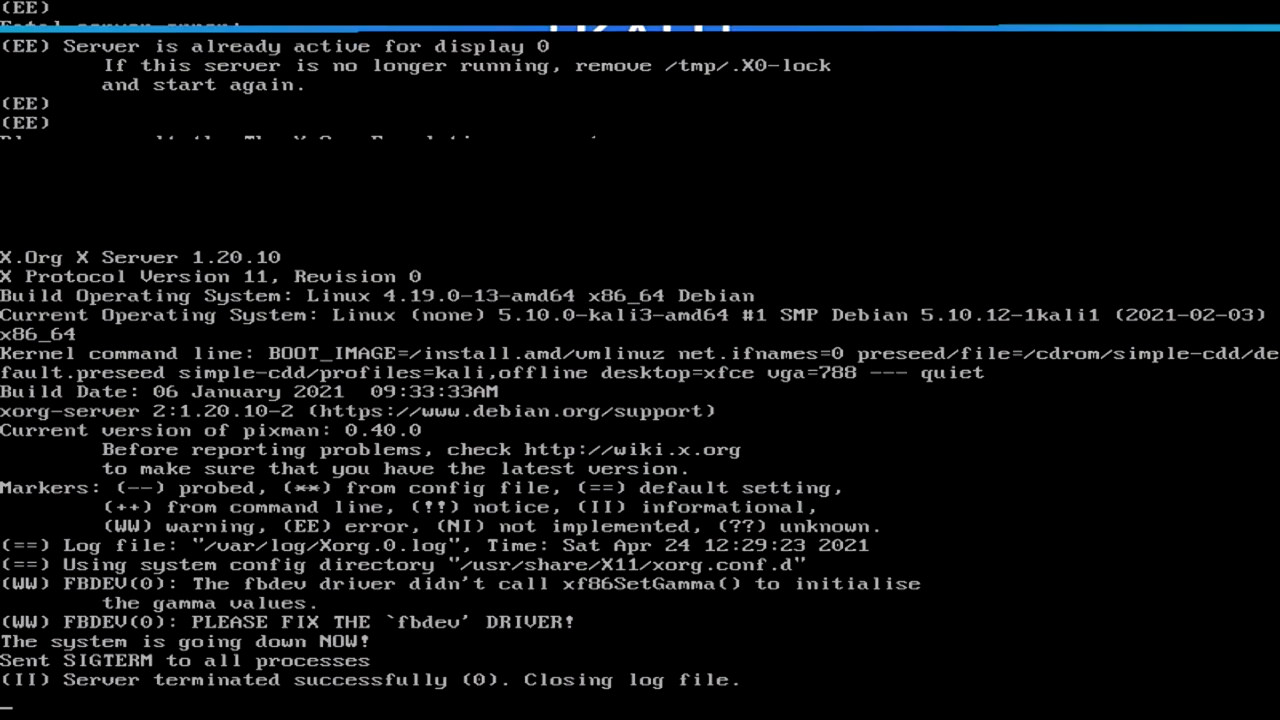 (EE)
(EE) Server is already active for display 0
If this server is no longer running, remove /tmp/.X0-lock
and start again.
(EE)
(EE)
X.Org X Server 1.20.10
X Protocol Version 11, Revision 0
Build Operating System: Linux 4.19.0-13-amd64 x86_64 Debian
Current Operating System: Linux (none) 5.10.0-kali3-amd64 #1 SMP Debian 5.10.12-1kali1 (2021-02-03)
x86_64
Kernel command line: BOOT_IMAGE=/install.amd/vmlinuz net.ifnames=0 preseed/file=/cdrom/simple-cdd/de
fault.preseed simple-cdd/profiles=kali,offline desktop=xfce vga=788 --- quiet
Build Date: 06 January 2021  09:33:33AM
xorg-server 2:1.20.10-2 (https://www.debian.org/support)
Current version of pixman: 0.40.0
Before reporting problems, check http://wiki.x.org
to make sure that you have the latest version.
Markers: (--) probed, (**) from config file, (==) default setting,
(++) from command line, (!!) notice, (II) informational,
(WW) warning, (EE) error, (NI) not implemented, (??) unknown.
(==) Log file: "/var/log/Xorg.0.log", Time: Sat Apr 24 12:29:23 2021
(==) Using system config directory "/usr/share/X11/xorg.conf.d"
(WW) FBDEV(0): The fbdev driver didn't call xf86SetGamma() to initialise
the gamma values.
(WW) FBDEV(0): PLEASE FIX THE `fbdev' DRIVER!
The system is going down NOW!
Sent SIGTERM to all processes
(II) Server terminated successfully (0). Closing log file.